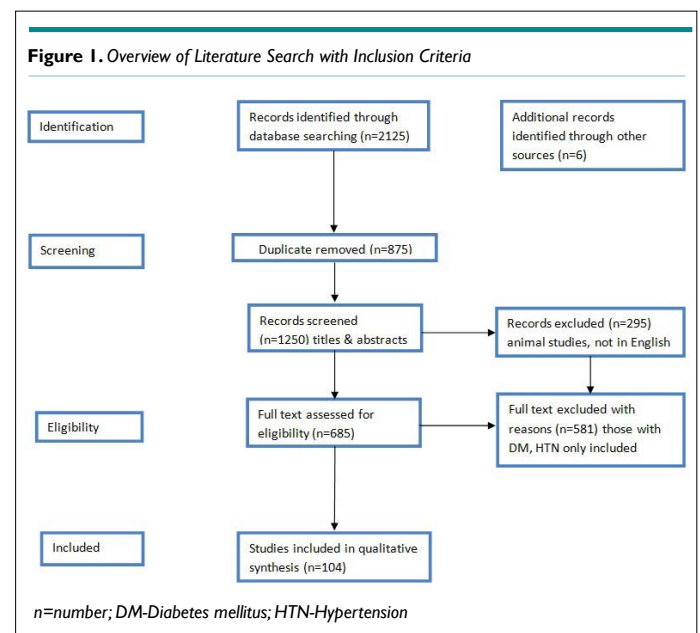 Figure 1. Overview of Literature Search with Inclusion Criteria
Identification
Records identified through
database searching (n=2125)
Additional records
identified through other
sources (n=6)
Screening
Duplicate removed (n=875)
Records screened
(n=1250) titles & abstracts
Records excluded (n=295)
animal studies, not in English
Eligibility
Full text assessed for
eligibility (n=685)
Full text excluded with
reasons (n=581) those with
DM, HTN only included
Included
Studies included in qualitative
synthesis (n=104)
n=number; DM-Diabetes mellitus; HTN-Hypertension